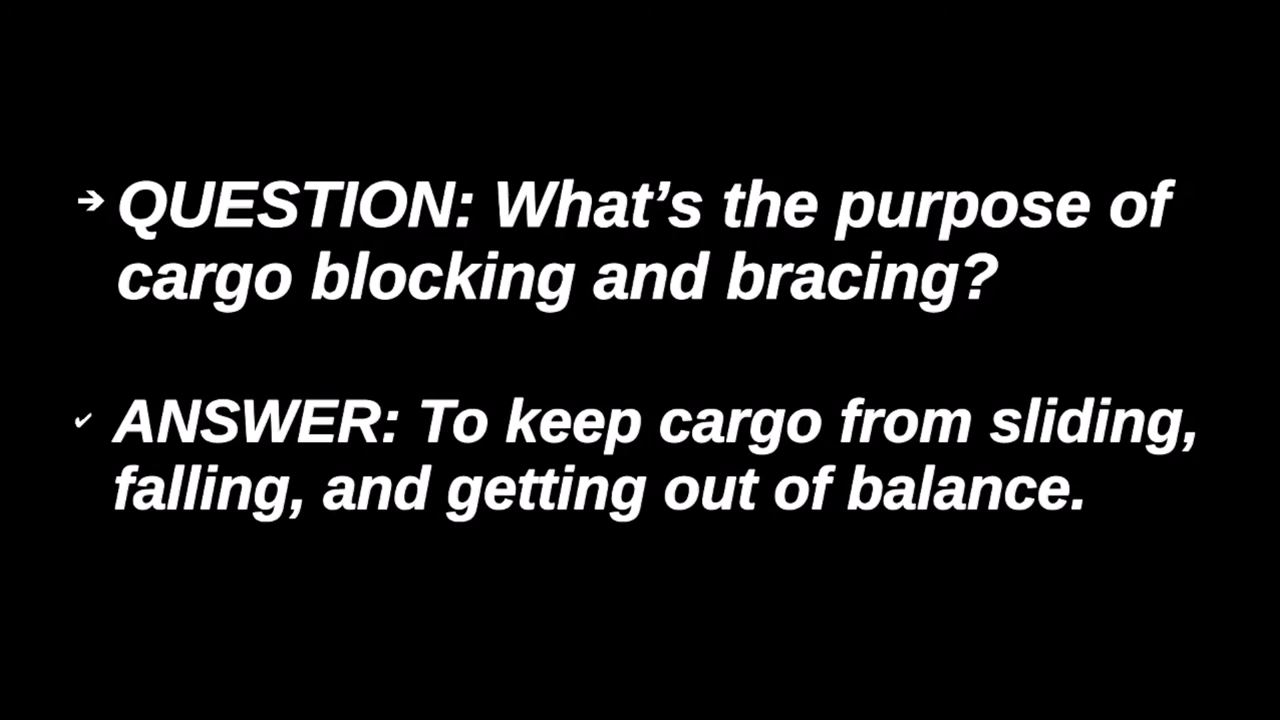 ➔ QUESTION: What’s the purpose of
cargo blocking and bracing?
✔ ANSWER: To keep cargo from sliding,
falling, and getting out of balance.